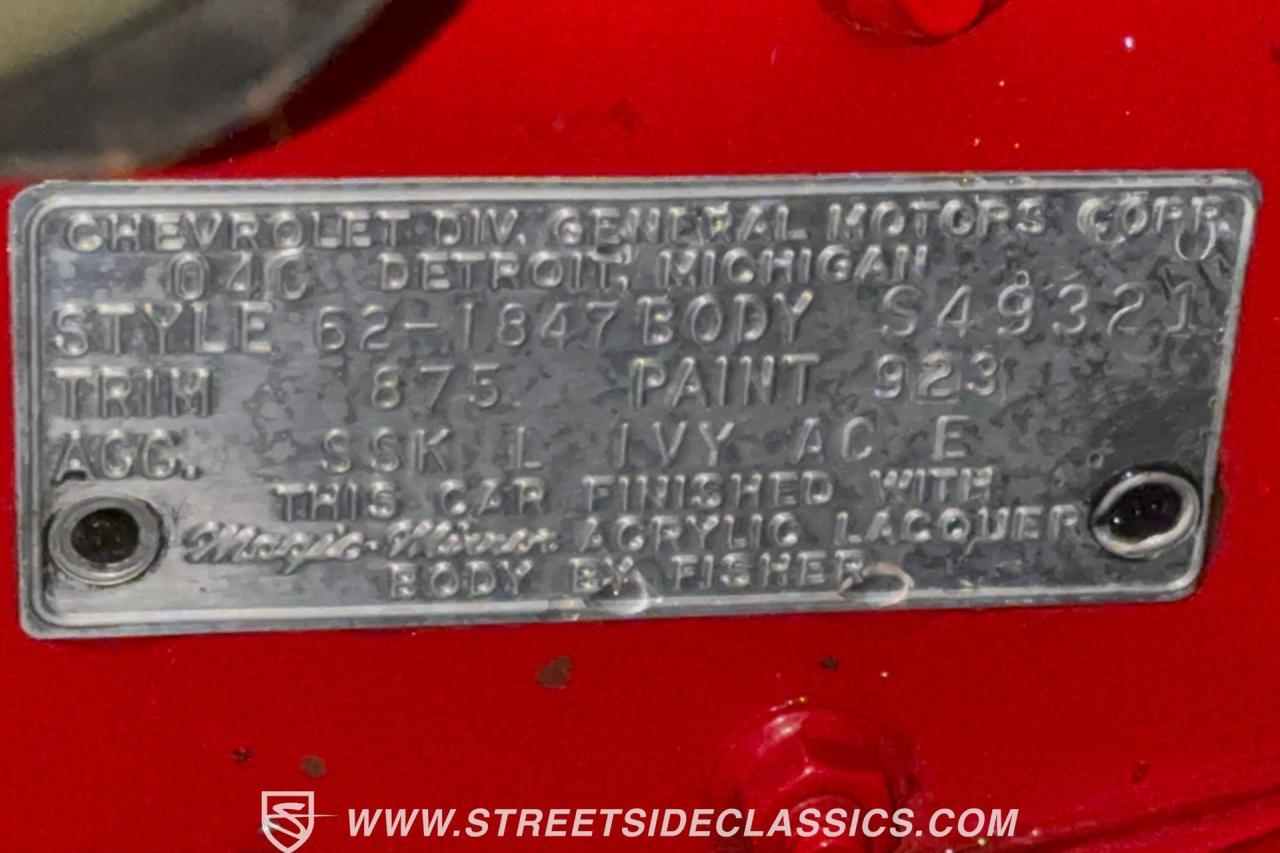 CHEVROLET DIV. GENERAL MOTORS CORP.
04C DETROIT, MICHIGAN
STYLE 62-1847 BODY S49321
TRIM 875 PAINT 923
ACC. SSK L IVY AC E
THIS CAR FINISHED WITH
Magic-Mirror ACRYLIC LACQUER
BODY BY FISHER
WWW.STREETSIDECLASSICS.COM